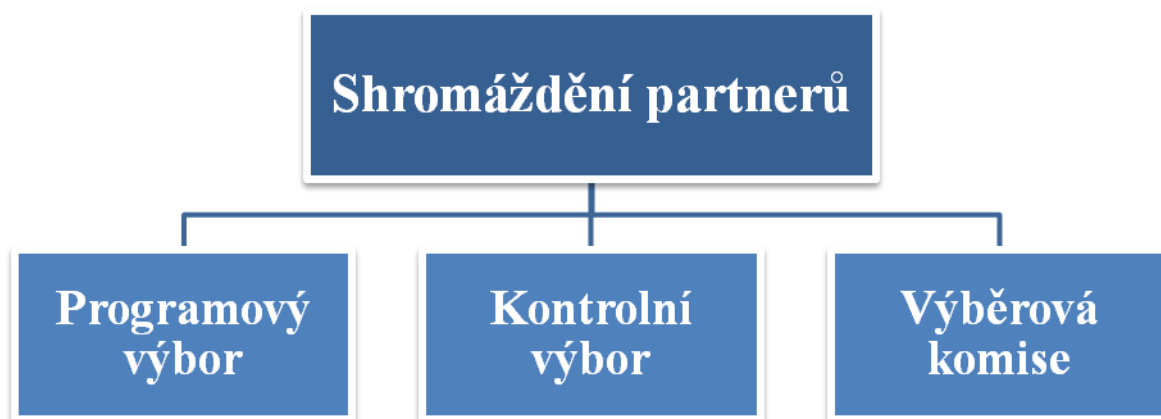 Shromáždění partnerů
Programový
výbor
Kontrolní
výbor
Výběrová
komise